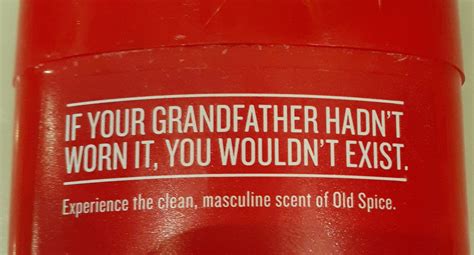 IF YOUR GRANDFATHER HADN'T
WORN IT, YOU WOULDN'T EXIST.
Experience the clean, masculine scent of Old Spice.